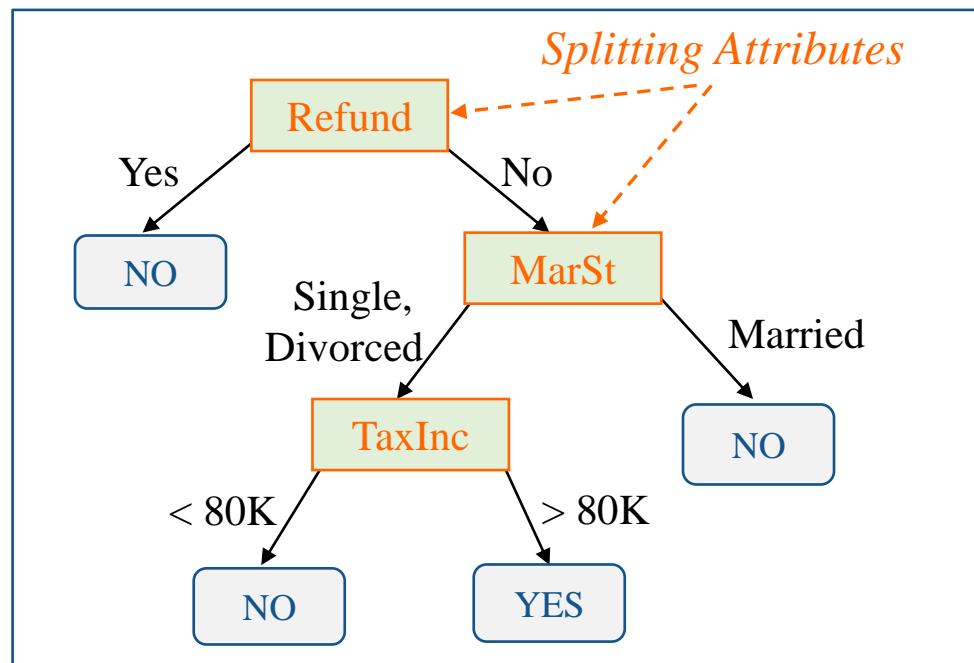 Splitting Attributes
Refund
Yes
No
NO
MarSt
Single,
Divorced
Married
TaxInc
NO
< 80K
> 80K
NO
YES